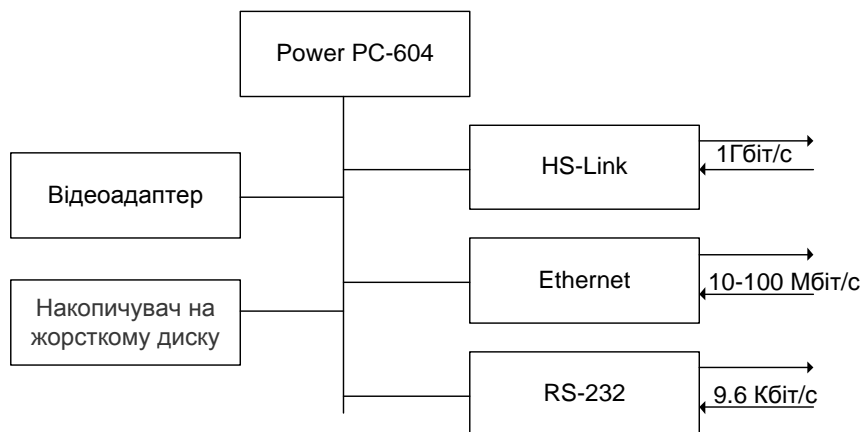 Power PC-604
HS-Link
1Гбіт/с
Відеоадаптер
Ethernet
10-100 Мбіт/с
Накопичувач на
жорсткому диску
RS-232
9.6 Кбіт/с